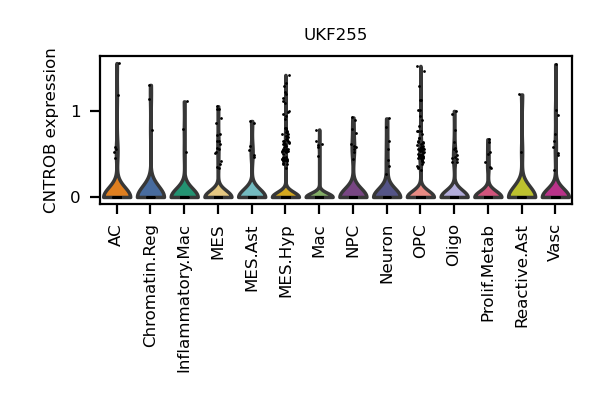 UKF255
CNTROB expression
1
0
AC
Chromatin.Reg
Inflammatory.Mac
MES
MES.Ast
MES.Hyp
Mac
NPC
Neuron
OPC
Oligo
Prolif.Metab
Reactive.Ast
Vasc